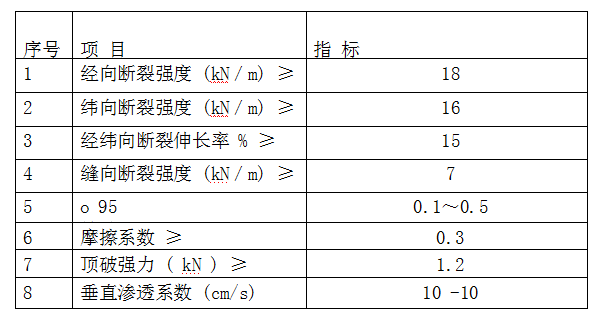 序号 项 目 指 标
1 经向断裂强度 (kN/m) ≥ 18
2 纬向断裂强度 (kN/m) ≥ 16
3 经纬向断裂伸长率 % ≥ 15
4 缝向断裂强度 (kN/m) ≥ 7
5 o 95 0.1～0.5
6 摩擦系数 ≥ 0.3
7 顶破强力 ( kN ) ≥ 1.2
8 垂直渗透系数 (cm/s) 10 -10